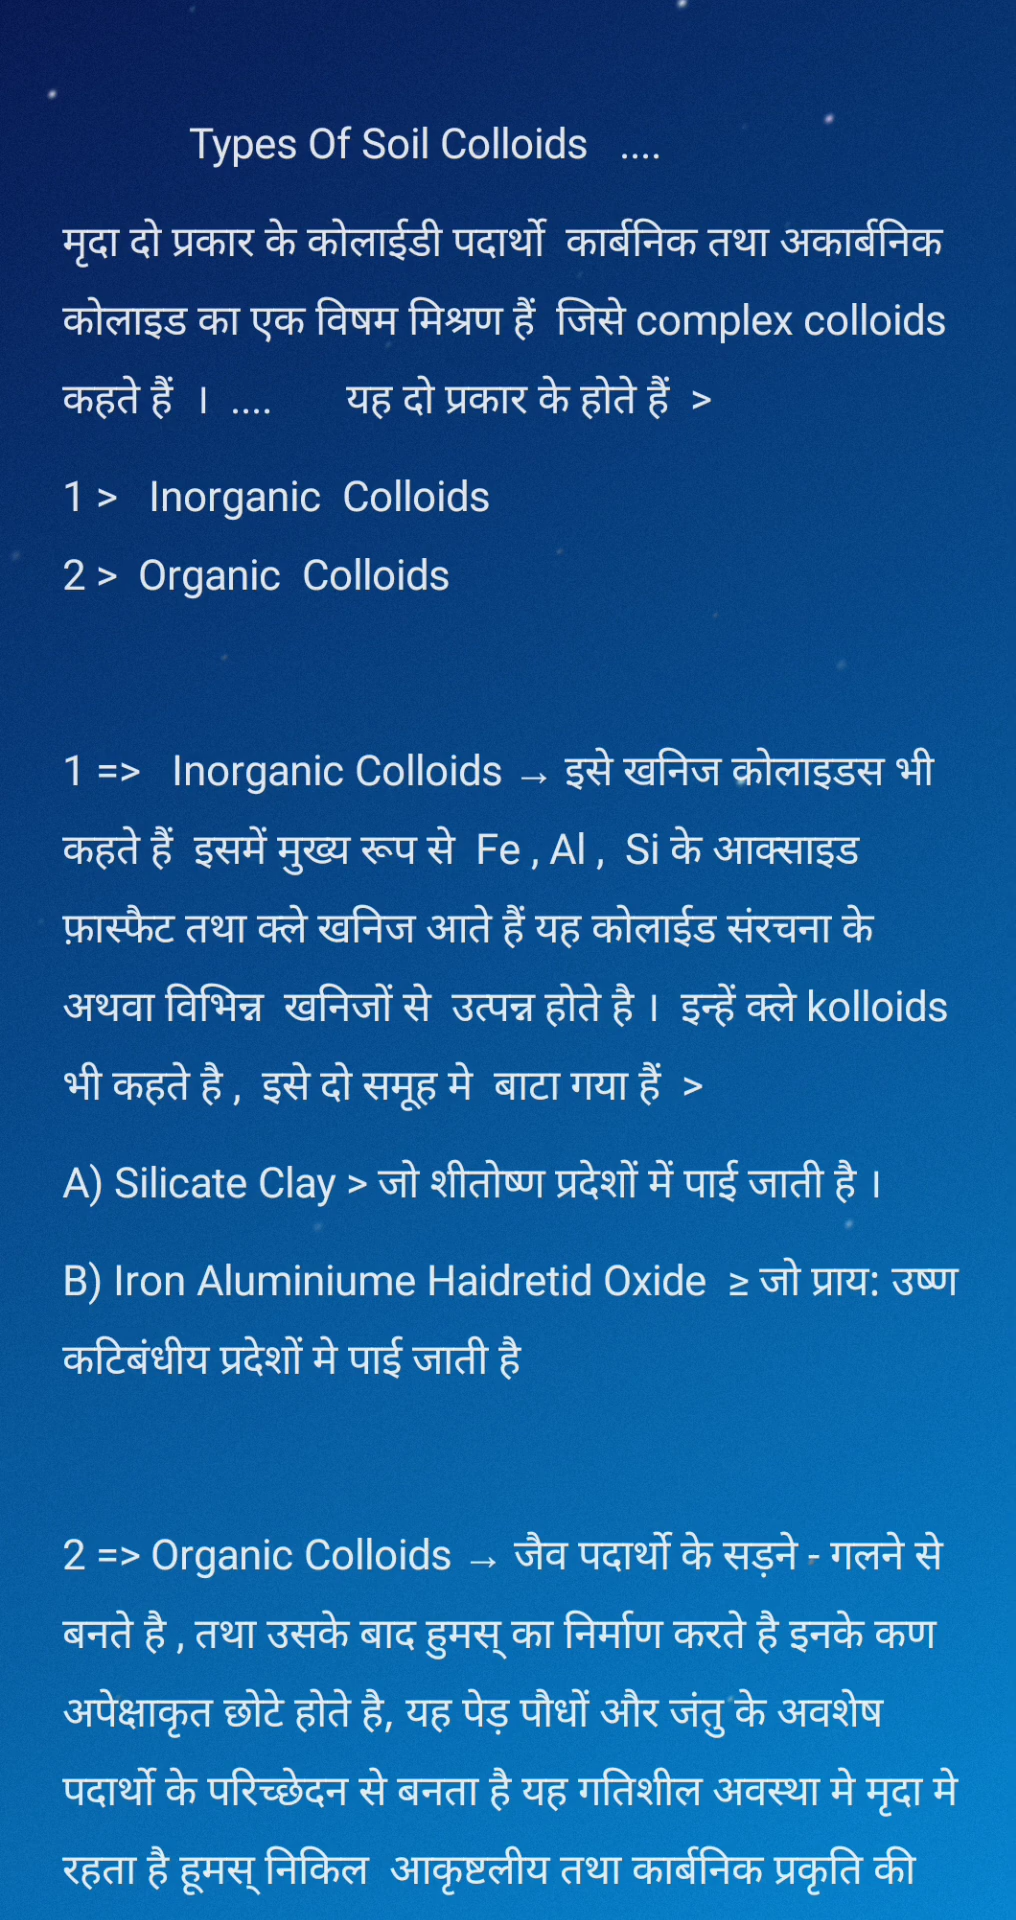 Types Of Soil Colloids ....
मृदा दो प्रकार के कोलाईडी पदार्थो कार्बनिक तथा अकार्बनिक
कोलाइड का एक विषम मिश्रण हैं जिसे complex colloids
कहते हैं । .... यह दो प्रकार के होते हैं >
1 > Inorganic Colloids
2 > Organic Colloids
1 => Inorganic Colloids → इसे खनिज कोलाइडस भी
कहते हैं इसमें मुख्य रूप से Fe , Al , Si के आक्साइड
फ़ास्फैट तथा क्ले खनिज आते हैं यह कोलाईड संरचना के
अथवा विभिन्न खनिजों से उत्पन्न होते है । इन्हें क्ले kolloids
भी कहते है , इसे दो समूह मे बाटा गया हैं >
A) Silicate Clay > जो शीतोष्ण प्रदेशों में पाई जाती है ।
B) Iron Aluminiume Haidretid Oxide ≥ जो प्राय: उष्ण
कटिबंधीय प्रदेशों मे पाई जाती है
2 => Organic Colloids → जैव पदार्थो के सड़ने - गलने से
बनते है , तथा उसके बाद हुमस् का निर्माण करते है इनके कण
अपेक्षाकृत छोटे होते है, यह पेड़ पौधों और जंतु के अवशेष
पदार्थो के परिच्छेदन से बनता है यह गतिशील अवस्था मे मृदा मे
रहता है हूमस् निकिल आकृष्टलीय तथा कार्बनिक प्रकृति की